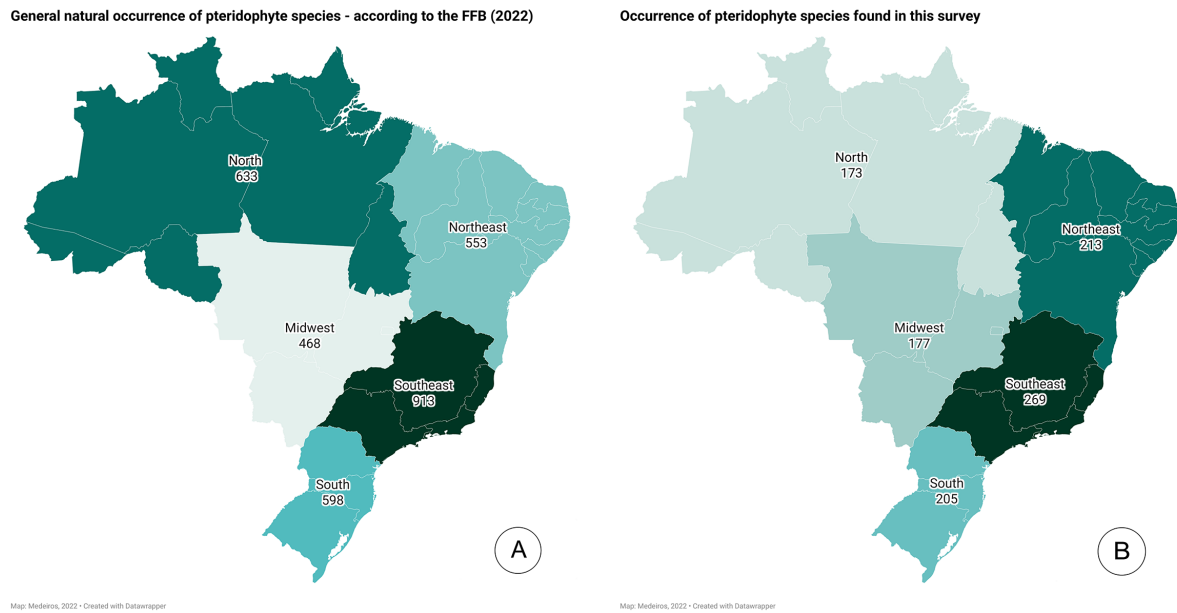 General natural occurrence of pteridophyte species - according to the FFB (2022)
North
633
Northeast
553
Midwest
468
Southeast
913
South
598
A
Map: Medeiros, 2022 • Created with Datawrapper
Occurrence of pteridophyte species found in this survey
North
173
Northeast
213
Midwest
177
Southeast
269
South
205
B
Map: Medeiros, 2022 • Created with Datawrapper